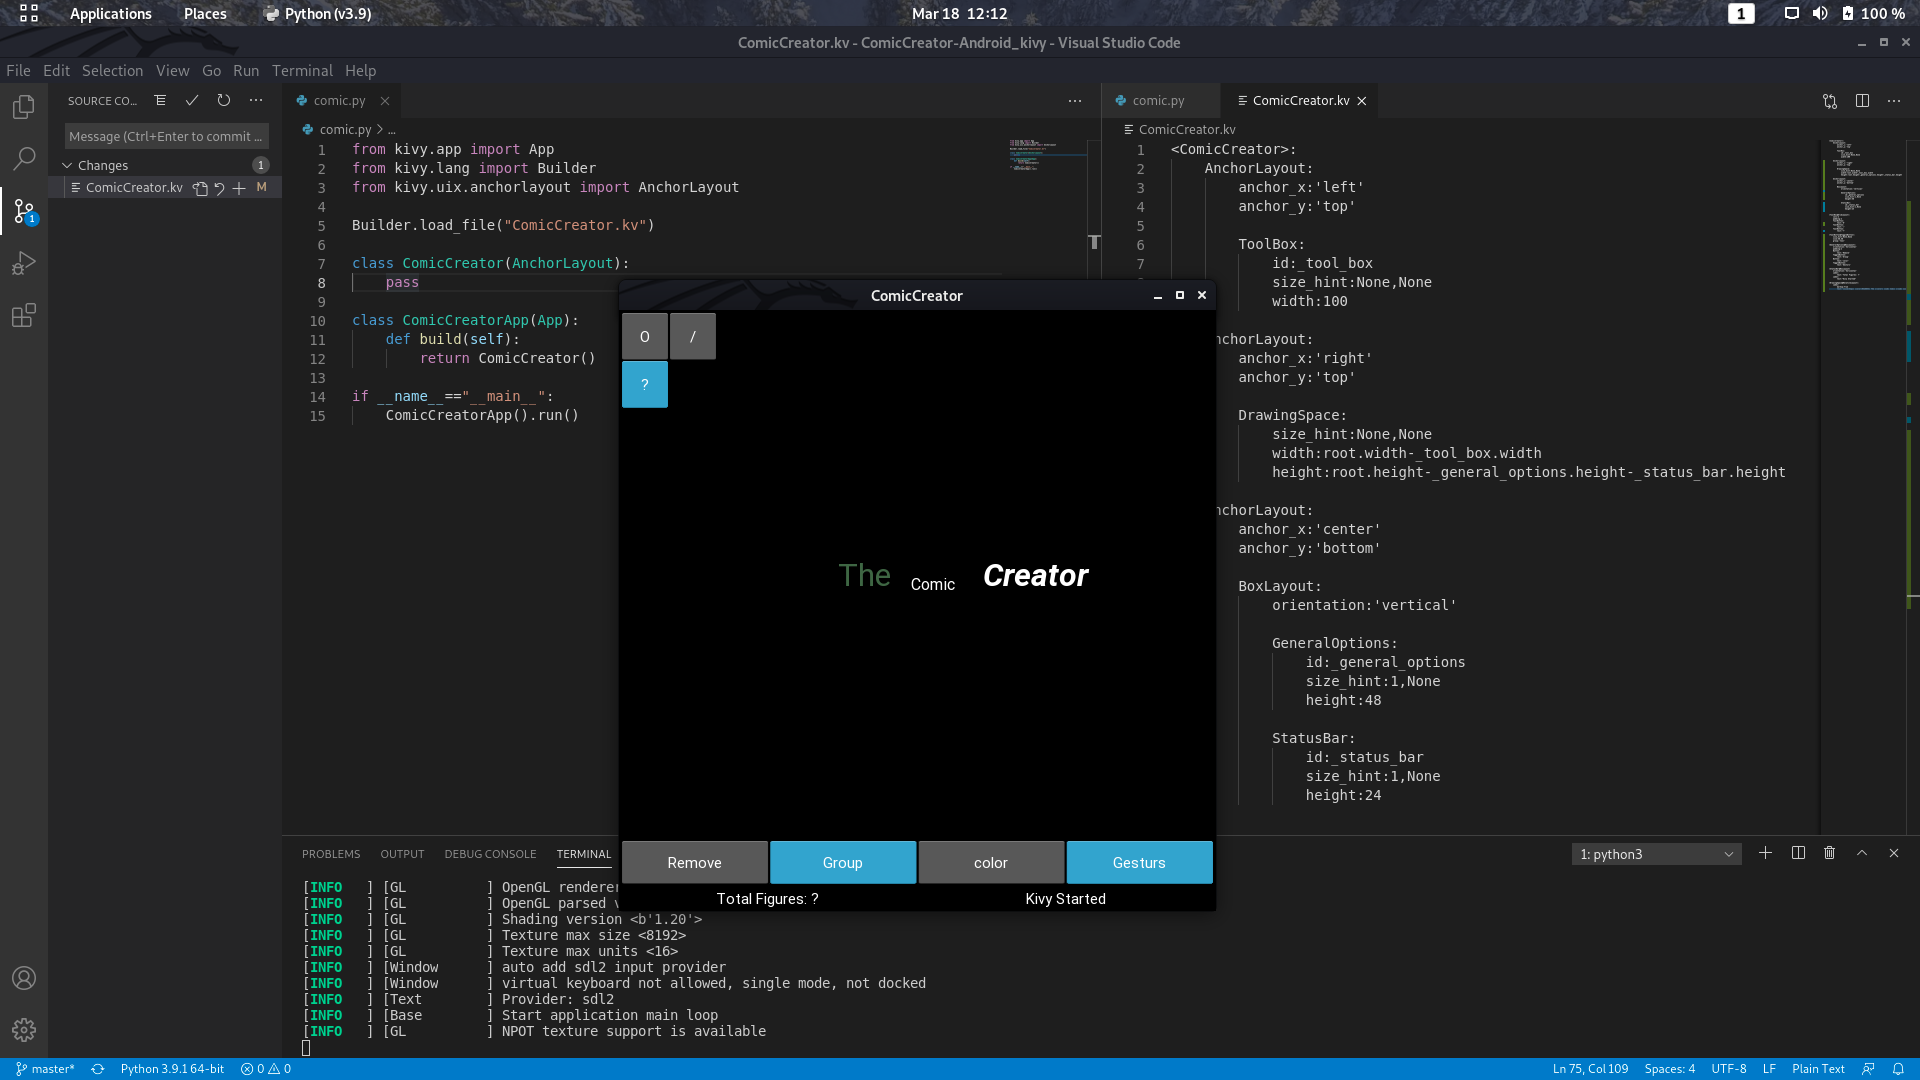 Applications Places Python (v3.9) Mar 18 12:12 1 100 %
ComicCreator.kv - ComicCreator-Android_kivy - Visual Studio Code
File Edit Selection View Go Run Terminal Help
SOURCE CO...
Message (Ctrl+Enter to commit ...
Changes 1
ComicCreator.kv M
1
comic.py
comic.py > ...
1 from kivy.app import App
2 from kivy.lang import Builder
3 from kivy.uix.anchorlayout import AnchorLayout
4
5 Builder.load_file("ComicCreator.kv")
6
7 class ComicCreator(AnchorLayout):
8 pass
9
10 class ComicCreatorApp(App):
11 def build(self):
12 return ComicCreator()
13
14 if __name__=="__main__":
15 ComicCreatorApp().run()
comic.py ComicCreator.kv
ComicCreator.kv
1 <ComicCreator>:
2 AnchorLayout:
3 anchor_x:'left'
4 anchor_y:'top'
5
6 ToolBox:
7 id:_tool_box
size_hint:None,None
width:100
nchorLayout:
anchor_x:'right'
anchor_y:'top'
DrawingSpace:
size_hint:None,None
width:root.width-_tool_box.width
height:root.height-_general_options.height-_status_bar.height
nchorLayout:
anchor_x:'center'
anchor_y:'bottom'
BoxLayout:
orientation:'vertical'
GeneralOptions:
id:_general_options
size_hint:1,None
height:48
StatusBar:
id:_status_bar
size_hint:1,None
height:24
ComicCreator
O /
?
The Comic Creator
Remove Group color Gesturs
Total Figures: ? Kivy Started
PROBLEMS OUTPUT DEBUG CONSOLE TERMINAL 1: python3
[INFO ] [GL ] OpenGL renderer
[INFO ] [GL ] OpenGL parsed v
[INFO ] [GL ] Shading version <b'1.20'>
[INFO ] [GL ] Texture max size <8192>
[INFO ] [GL ] Texture max units <16>
[INFO ] [Window ] auto add sdl2 input provider
[INFO ] [Window ] virtual keyboard not allowed, single mode, not docked
[INFO ] [Text ] Provider: sdl2
[INFO ] [Base ] Start application main loop
[INFO ] [GL ] NPOT texture support is available
master* Python 3.9.1 64-bit 0 0 Ln 75, Col 109 Spaces: 4 UTF-8 LF Plain Text